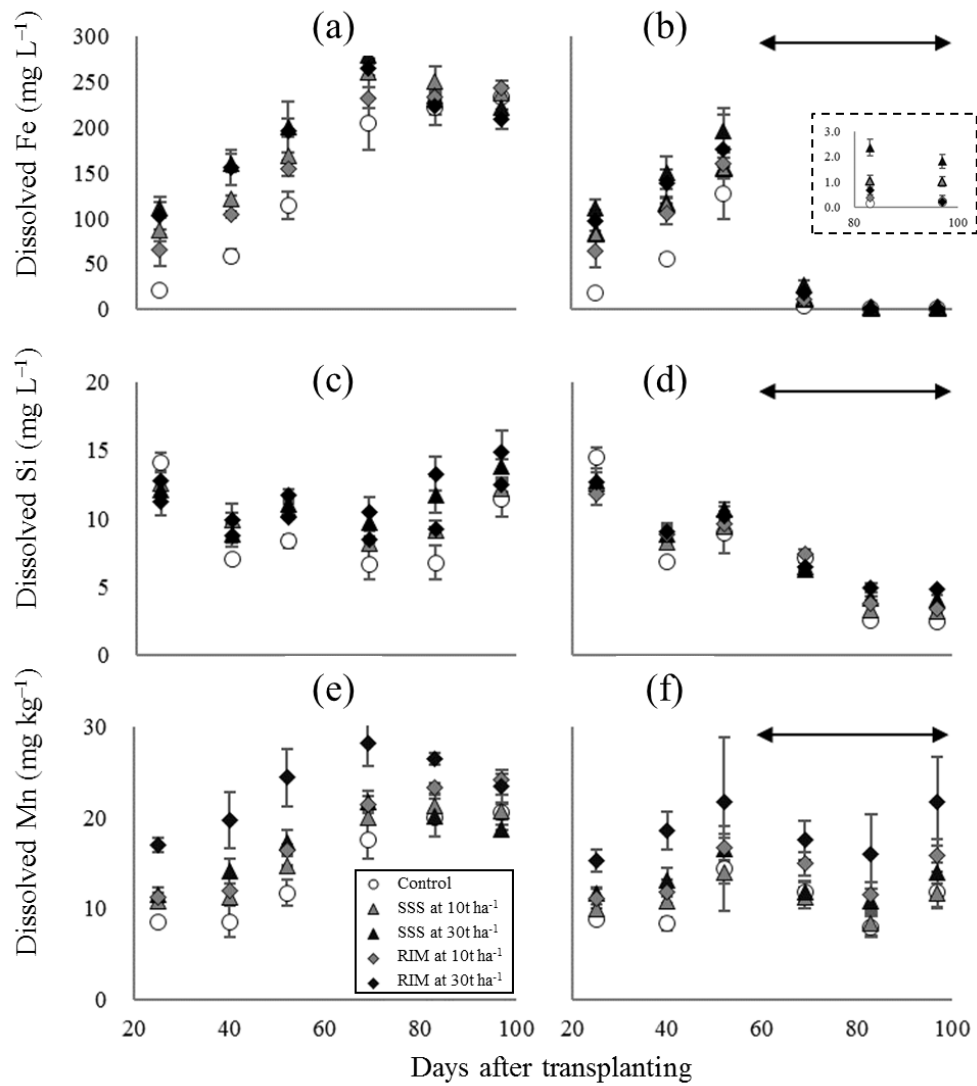 (a)
(b)
Dissolved Fe (mg L⁻¹)
300
250
200
150
100
50
0
3.0
2.0
1.0
0.0
80
100
(c)
(d)
Dissolved Si (mg L⁻¹)
20
15
10
5
0
(e)
(f)
Dissolved Mn (mg kg⁻¹)
30
20
10
0
Control
SSS at 10t ha⁻¹
SSS at 30t ha⁻¹
RIM at 10t ha⁻¹
RIM at 30t ha⁻¹
20 40 60 80 100
20 40 60 80 100
Days after transplanting